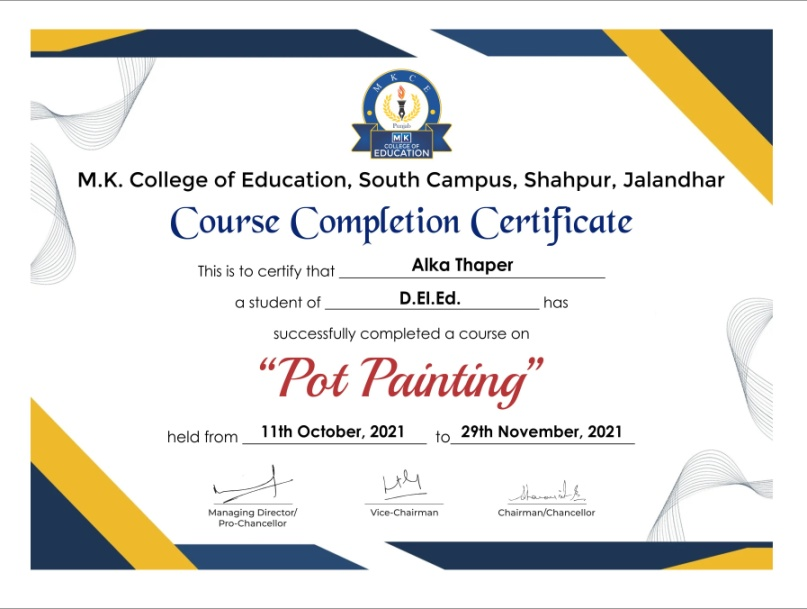 M K C E
Punjab
MK
COLLEGE OF
EDUCATION
M.K. College of Education, South Campus, Shahpur, Jalandhar
Course Completion Certificate
This is to certify that Alka Thaper
a student of D.El.Ed. has
successfully completed a course on
“Pot Painting”
held from 11th October, 2021 to 29th November, 2021
Managing Director/ Vice-Chairman Chairman/Chancellor
Pro-Chancellor